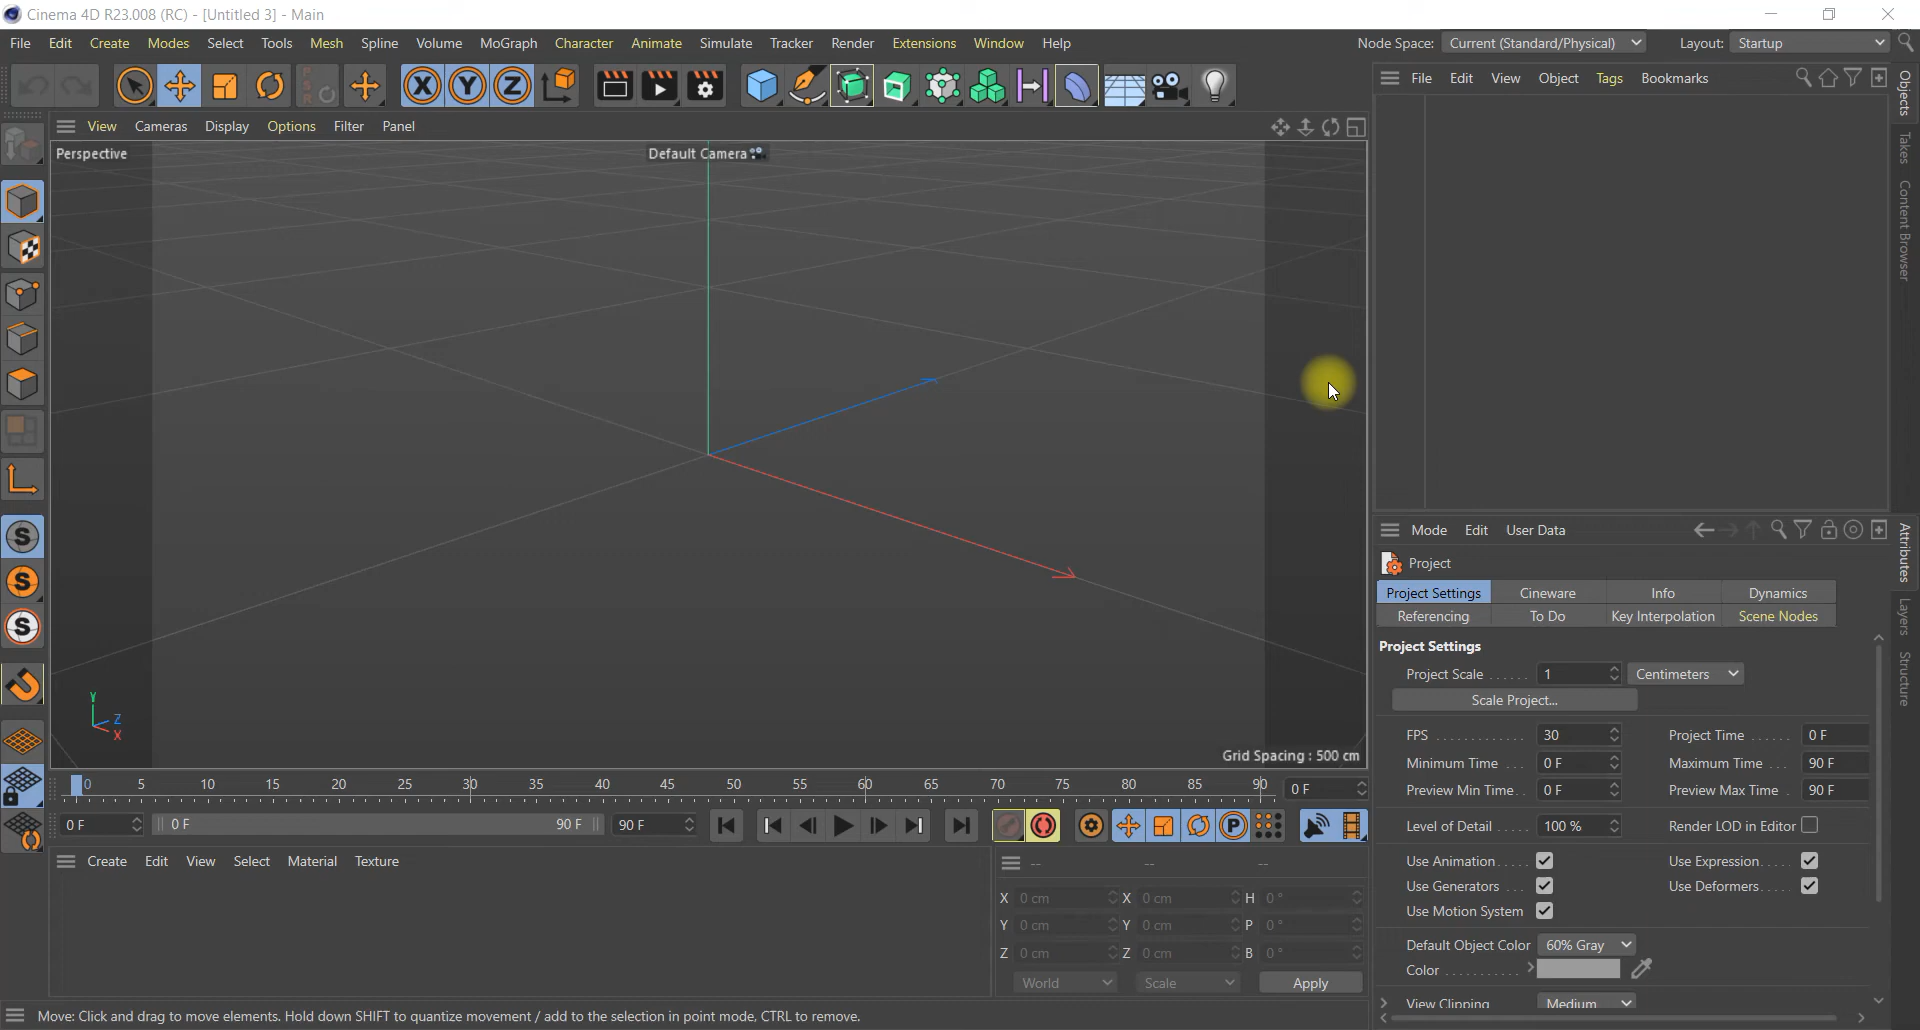 Cinema 4D R23.008 (RC) - [Untitled 3] - Main
File Edit Create Modes Select Tools Mesh Spline Volume MoGraph Character Animate Simulate Tracker Render Extensions Window Help Node Space: Current (Standard/Physical) Layout: Startup
X Y Z
PSR
File Edit View Object Tags Bookmarks
Objects
Takes
Content Browser
View Cameras Display Options Filter Panel
Perspective
Default Camera
Y
Z
X
Grid Spacing : 500 cm
S
S
S
Mode Edit User Data
Attributes
Layers
Structure
Project
Project Settings Cineware Info Dynamics
Referencing To Do Key Interpolation Scene Nodes
Project Settings
Project Scale ...... 1 Centimeters
Scale Project...
FPS ............ 30 Project Time ...... 0 F
Minimum Time ... 0 F Maximum Time ... 90 F
Preview Min Time . 0 F Preview Max Time . 90 F
Level of Detail ..... 100 % Render LOD in Editor
Use Animation ..... Use Expression.....
Use Generators ... Use Deformers.....
Use Motion System
Default Object Color 60% Gray
Color ...........
View Clipping Medium
0 5 10 15 20 25 30 35 40 45 50 55 60 65 70 75 80 85 90 0 F
0 F 0 F 90 F 90 F P
Create Edit View Select Material Texture
-- -- --
X 0 cm X 0 cm H 0 °
Y 0 cm Y 0 cm P 0 °
Z 0 cm Z 0 cm B 0 °
World Scale Apply
Move: Click and drag to move elements. Hold down SHIFT to quantize movement / add to the selection in point mode, CTRL to remove.